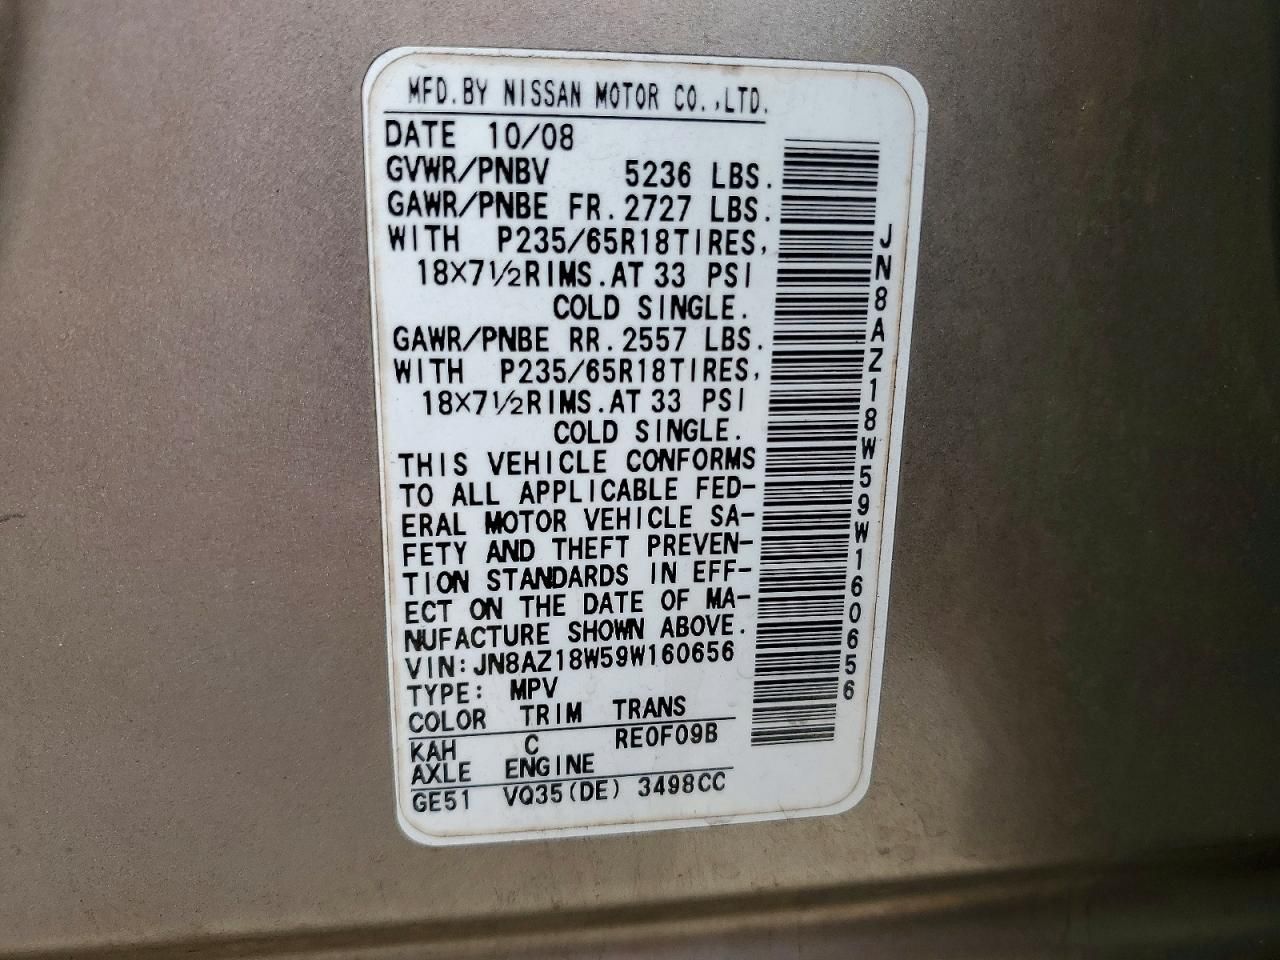 MFD.BY NISSAN MOTOR CO.,LTD.
DATE 10/08
GVWR/PNBV 5236 LBS.
GAWR/PNBE FR.2727 LBS.
WITH P235/65R18TIRES,
18X7½RIMS.AT 33 PSI
COLD SINGLE.
GAWR/PNBE RR.2557 LBS.
WITH P235/65R18TIRES,
18X7½RIMS.AT 33 PSI
COLD SINGLE.
THIS VEHICLE CONFORMS
TO ALL APPLICABLE FED-
ERAL MOTOR VEHICLE SA-
FETY AND THEFT PREVEN-
TION STANDARDS IN EFF-
ECT ON THE DATE OF MA-
NUFACTURE SHOWN ABOVE.
VIN:JN8AZ18W59W160656
TYPE: MPV
COLOR TRIM TRANS
KAH C RE0F09B
AXLE ENGINE
GE51 VQ35(DE) 3498CC
JN8AZ18W59W160656